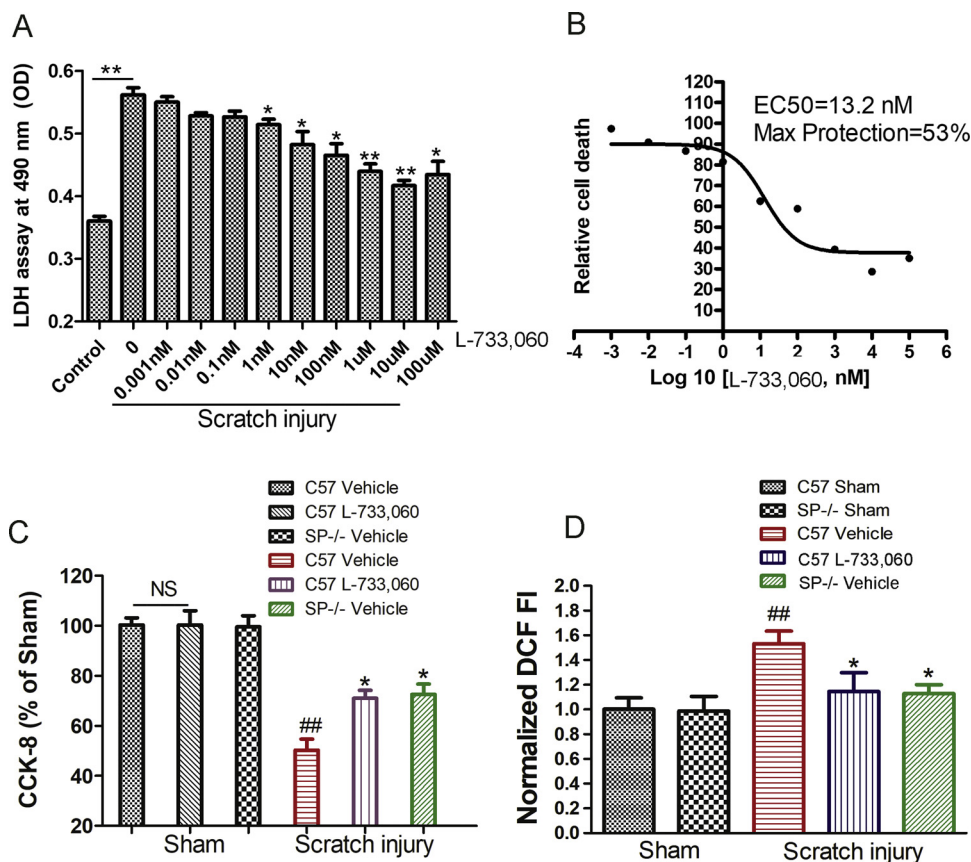 A
LDH assay at 490 nm (OD)
0.6
0.5
0.4
0.3
0.2
**
*
*
*
**
**
*
Control
0
0.001nM
0.01nM
0.1nM
1nM
10nM
100nM
1uM
10uM
100uM
L-733,060
Scratch injury
B
Relative cell death
120
110
100
90
80
70
60
50
40
30
20
10
EC50=13.2 nM
Max Protection=53%
-4 -3 -2 -1 0 1 2 3 4 5 6
Log 10 [L-733,060, nM]
C
C57 Vehicle
C57 L-733,060
SP-/- Vehicle
C57 Vehicle
C57 L-733,060
SP-/- Vehicle
CCK-8 (% of Sham)
120
100
80
60
40
20
NS
##
*
*
Sham
Scratch injury
D
C57 Sham
SP-/- Sham
C57 Vehicle
C57 L-733,060
SP-/- Vehicle
Normalized DCF FI
2.0
1.8
1.6
1.4
1.2
1.0
0.8
0.6
0.4
0.2
0.0
##
*
*
Sham
Scratch injury